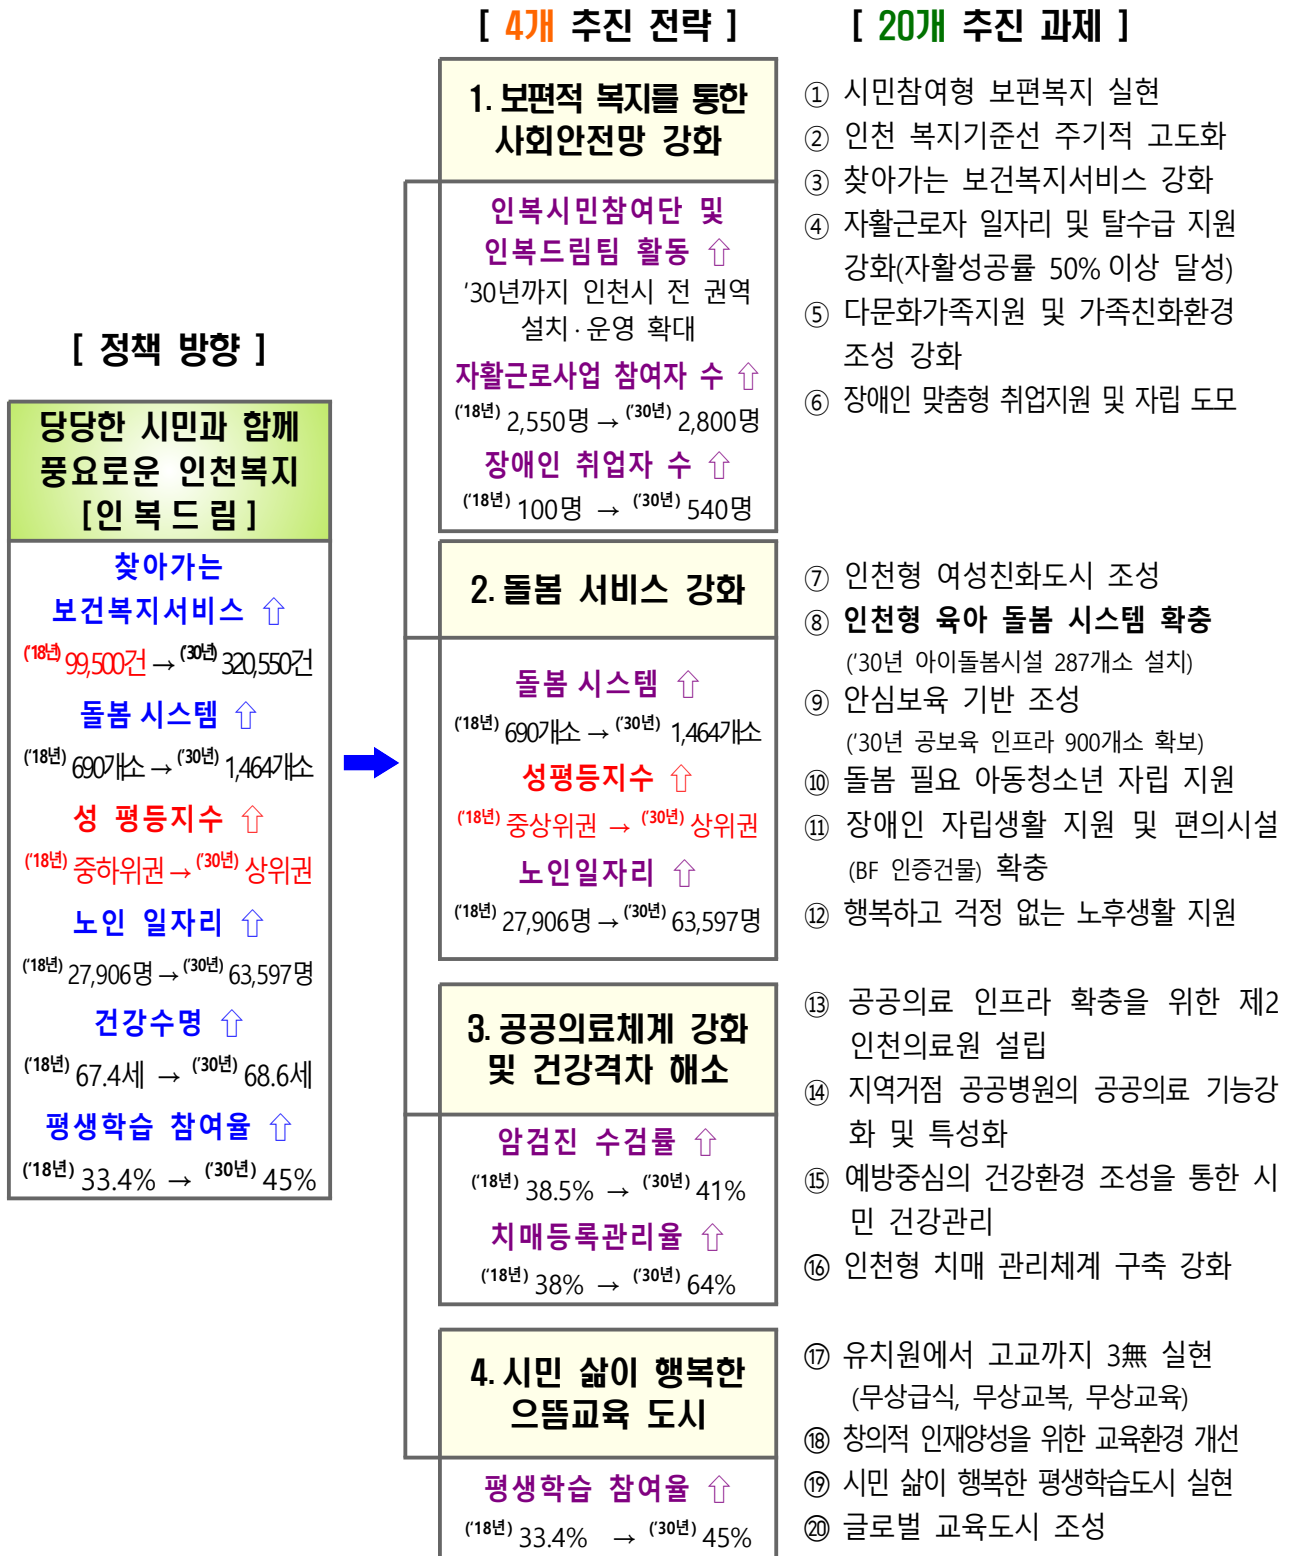 [ 4개 추진 전략 ]
[ 20개 추진 과제 ]
[ 정책 방향 ]
당당한 시민과 함께
풍요로운 인천복지
[인 복 드 림]
찾아가는
보건복지서비스 ⇧
('18년) 99,500건 → ('30년) 320,550건
돌봄 시스템 ⇧
('18년) 690개소 → ('30년) 1,464개소
성 평등지수 ⇧
('18년) 중하위권 → ('30년) 상위권
노인 일자리 ⇧
('18년) 27,906명 → ('30년) 63,597명
건강수명 ⇧
('18년) 67.4세 → ('30년) 68.6세
평생학습 참여율 ⇧
('18년) 33.4% → ('30년) 45%
1. 보편적 복지를 통한
사회안전망 강화
인복시민참여단 및
인복드림팀 활동 ⇧
'30년까지 인천시 전 권역
설치·운영 확대
자활근로사업 참여자 수 ⇧
('18년) 2,550명 → ('30년) 2,800명
장애인 취업자 수 ⇧
('18년) 100명 → ('30년) 540명
① 시민참여형 보편복지 실현
② 인천 복지기준선 주기적 고도화
③ 찾아가는 보건복지서비스 강화
④ 자활근로자 일자리 및 탈수급 지원
강화(자활성공률 50% 이상 달성)
⑤ 다문화가족지원 및 가족친화환경
조성 강화
⑥ 장애인 맞춤형 취업지원 및 자립 도모
2. 돌봄 서비스 강화
돌봄 시스템 ⇧
('18년) 690개소 → ('30년) 1,464개소
성평등지수 ⇧
('18년) 중상위권 → ('30년) 상위권
노인일자리 ⇧
('18년) 27,906명 → ('30년) 63,597명
⑦ 인천형 여성친화도시 조성
⑧ 인천형 육아 돌봄 시스템 확충
('30년 아이돌봄시설 287개소 설치)
⑨ 안심보육 기반 조성
('30년 공보육 인프라 900개소 확보)
⑩ 돌봄 필요 아동청소년 자립 지원
⑪ 장애인 자립생활 지원 및 편의시설
(BF 인증건물) 확충
⑫ 행복하고 걱정 없는 노후생활 지원
3. 공공의료체계 강화
및 건강격차 해소
암검진 수검률 ⇧
('18년) 38.5% → ('30년) 41%
치매등록관리율 ⇧
('18년) 38% → ('30년) 64%
⑬ 공공의료 인프라 확충을 위한 제2
인천의료원 설립
⑭ 지역거점 공공병원의 공공의료 기능강
화 및 특성화
⑮ 예방중심의 건강환경 조성을 통한 시
민 건강관리
⑯ 인천형 치매 관리체계 구축 강화
4. 시민 삶이 행복한
으뜸교육 도시
평생학습 참여율 ⇧
('18년) 33.4% → ('30년) 45%
⑰ 유치원에서 고교까지 3無 실현
(무상급식, 무상교복, 무상교육)
⑱ 창의적 인재양성을 위한 교육환경 개선
⑲ 시민 삶이 행복한 평생학습도시 실현
⑳ 글로벌 교육도시 조성